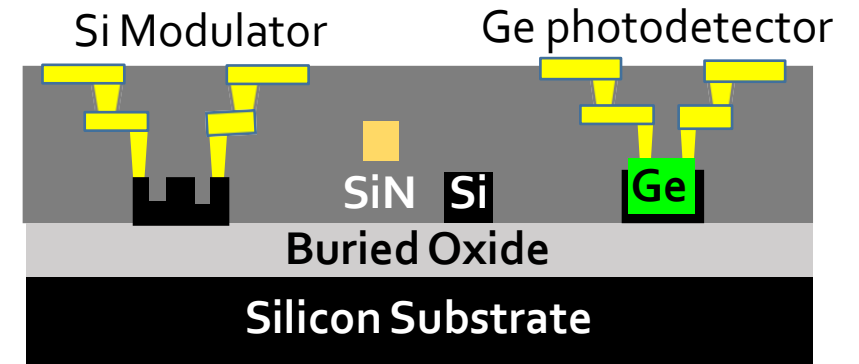 Si Modulator
Ge photodetector
SiN
Si
Ge
Buried Oxide
Silicon Substrate